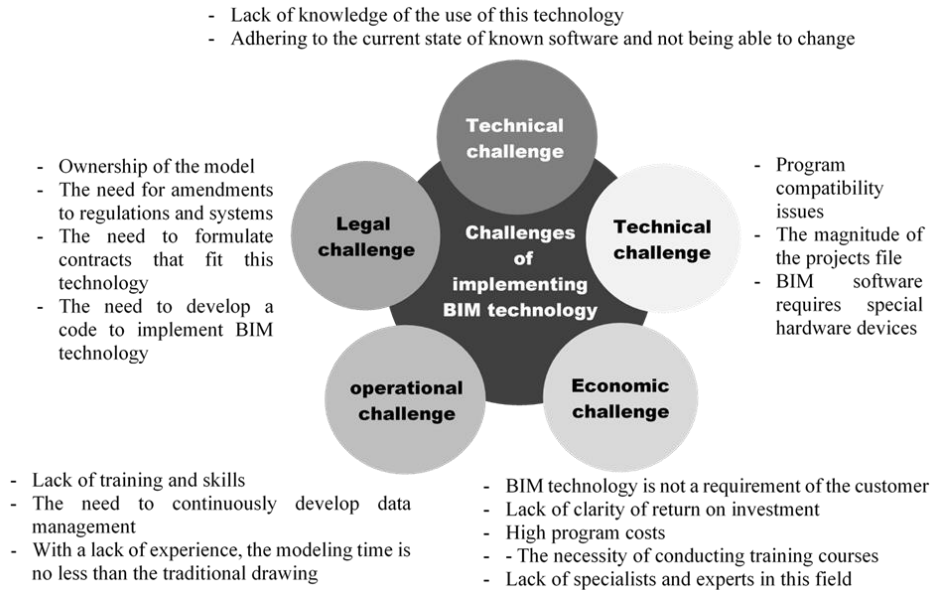 - Lack of knowledge of the use of this technology
- Adhering to the current state of known software and not being able to change
Technical
challenge
- Ownership of the model
- The need for amendments
to regulations and systems
- The need to formulate
contracts that fit this
technology
- The need to develop a
code to implement BIM
technology
Legal
challenge
Challenges
of
implementing
BIM technology
Technical
challenge
- Program
compatibility
issues
- The magnitude of
the projects file
- BIM software
requires special
hardware devices
operational
challenge
Economic
challenge
- Lack of training and skills
- The need to continuously develop data
management
- With a lack of experience, the modeling time is
no less than the traditional drawing
- BIM technology is not a requirement of the customer
- Lack of clarity of return on investment
- High program costs
- - The necessity of conducting training courses
- Lack of specialists and experts in this field